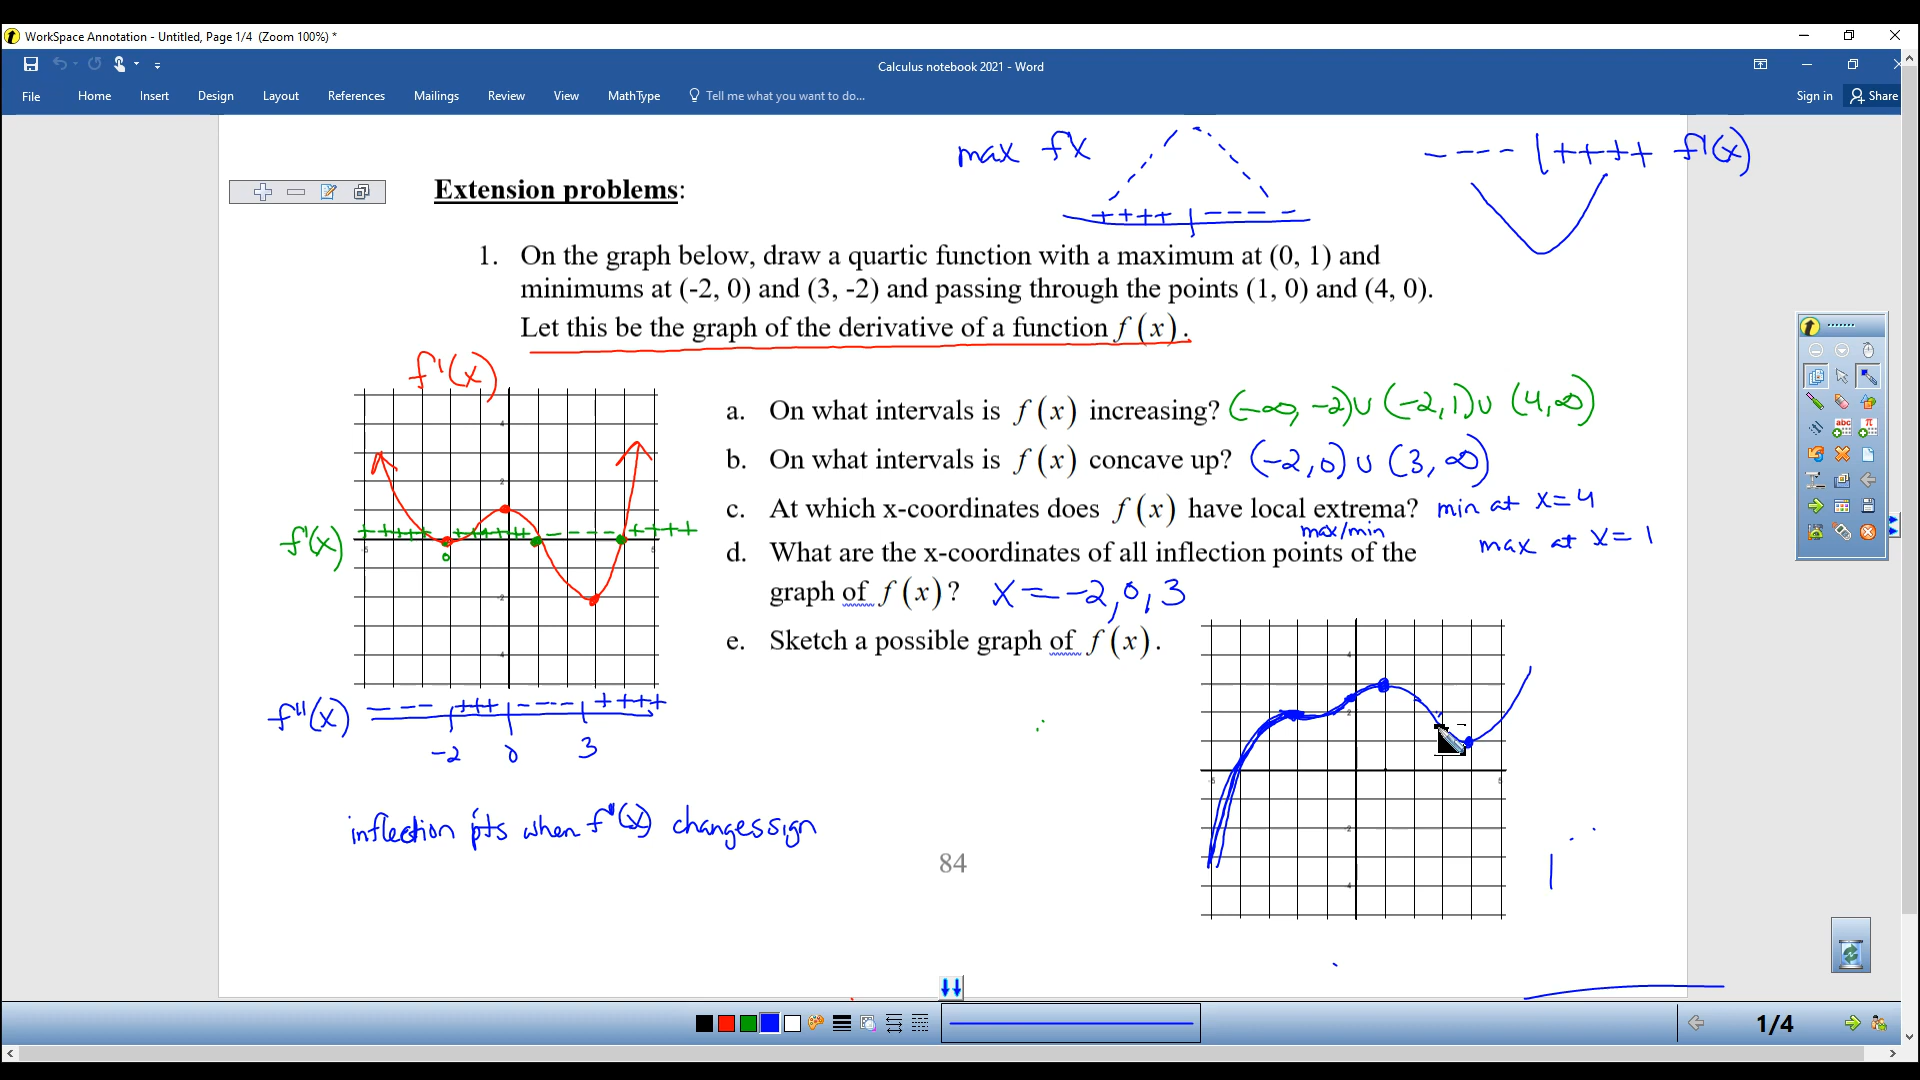 WorkSpace Annotation - Untitled, Page 1/4 (Zoom 100%) *
Calculus notebook 2021 - Word
File Home Insert Design Layout References Mailings Review View MathType Tell me what you want to do... Sign in Share
max fx
- - - - | ++++ f'(x)
++++ | - - - -
Extension problems:
1. On the graph below, draw a quartic function with a maximum at (0, 1) and
minimums at (-2, 0) and (3, -2) and passing through the points (1, 0) and (4, 0).
Let this be the graph of the derivative of a function f(x).
f'(x)
a. On what intervals is f(x) increasing? (-∞, -2) ∪ (-2, 1) ∪ (4, ∞)
b. On what intervals is f(x) concave up? (-2, 0) ∪ (3, ∞)
c. At which x-coordinates does f(x) have local extrema? min at x=4
max/min
max at x=1
f'(x) ++++ ++++++ - - - - ++++
0
d. What are the x-coordinates of all inflection points of the
graph of f(x)? x = -2, 0, 3
e. Sketch a possible graph of f(x).
f''(x) - - - +++ - - - - ++++
-2 0 3
inflection pts when f''(x) changes sign
84
1/4